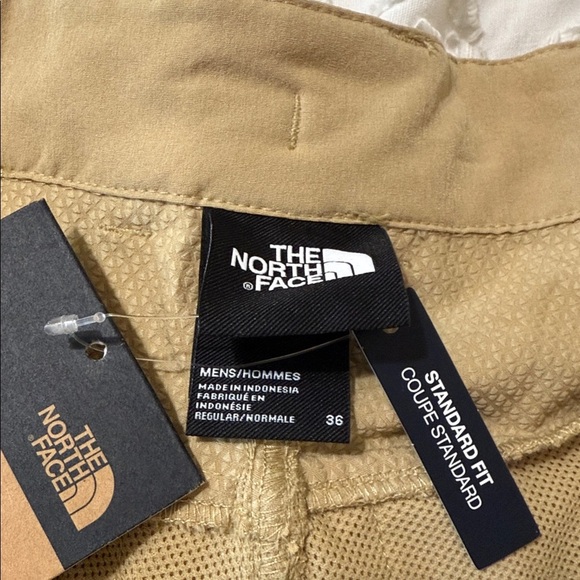 THE
NORTH
® FACE
MENS/HOMMES
MADE IN INDONESIA
FABRIQUÉ EN
INDONÉSIE
REGULAR/NORMALE 36
STANDARD FIT
COUPE STANDARD
THE
NORTH
FACE